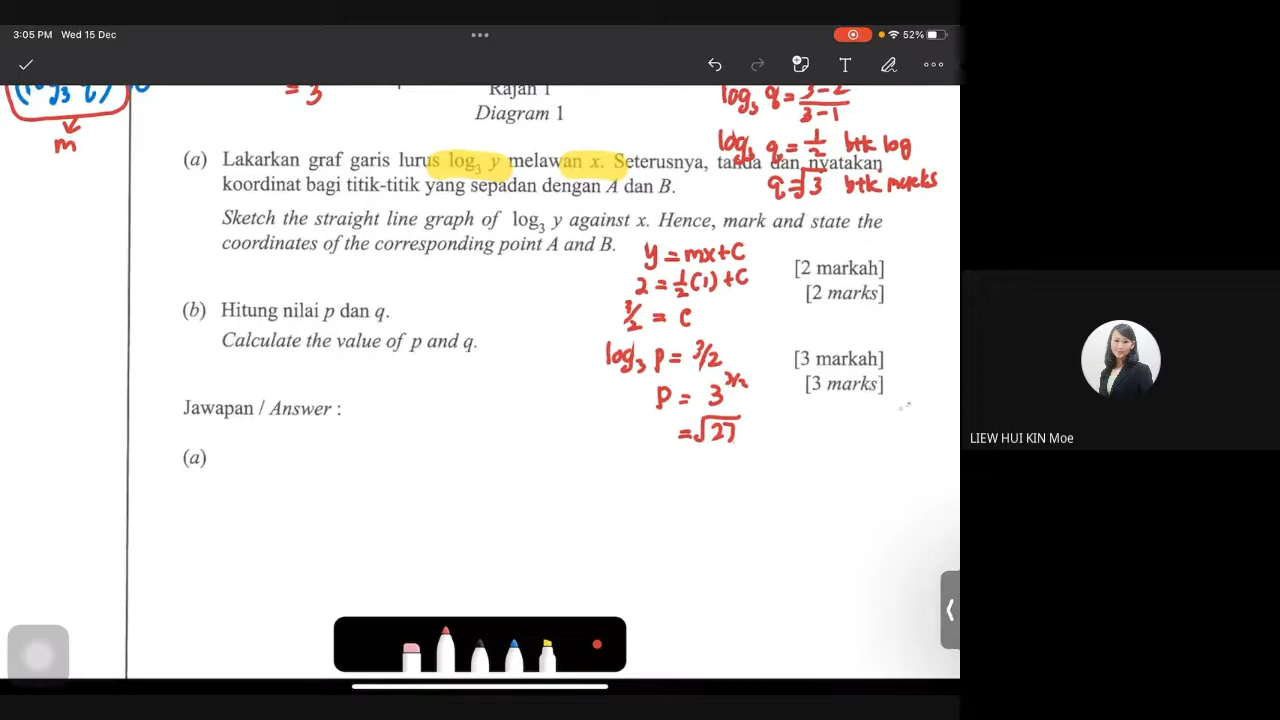 3:05 PM Wed 15 Dec
52%
m
= 3
Rajah 1
Diagram 1
log₃ q = 3-2/3-1
log₃ q = 1/2 btk log
q = √3 btk marks
(a) Lakarkan graf garis lurus log₃ y melawan x. Seterusnya, tanda dan nyatakan
koordinat bagi titik-titik yang sepadan dengan A dan B.
Sketch the straight line graph of log₃ y against x. Hence, mark and state the
coordinates of the corresponding point A and B.
[2 markah]
[2 marks]
y = mx+c
2 = 1/2(1)+c
3/2 = c
log₃ p = 3/2
p = 3^3/2
= √27
(b) Hitung nilai p dan q.
Calculate the value of p and q.
[3 markah]
[3 marks]
Jawapan / Answer :
(a)
LIEW HUI KIN Moe